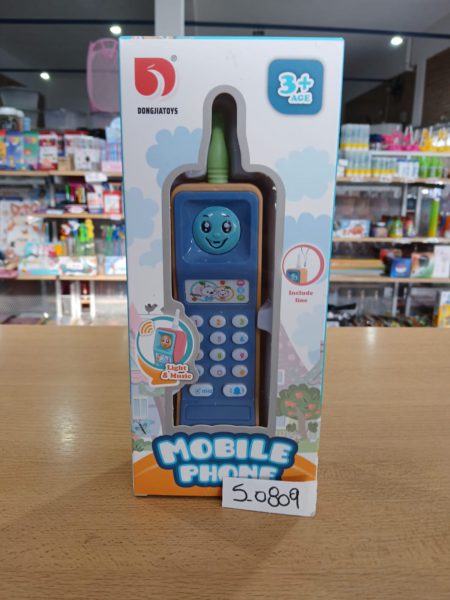 DONGJIATOYS®
3+
AGE
Include
line
Light
& Music
MOBILE
PHONE
S.0809